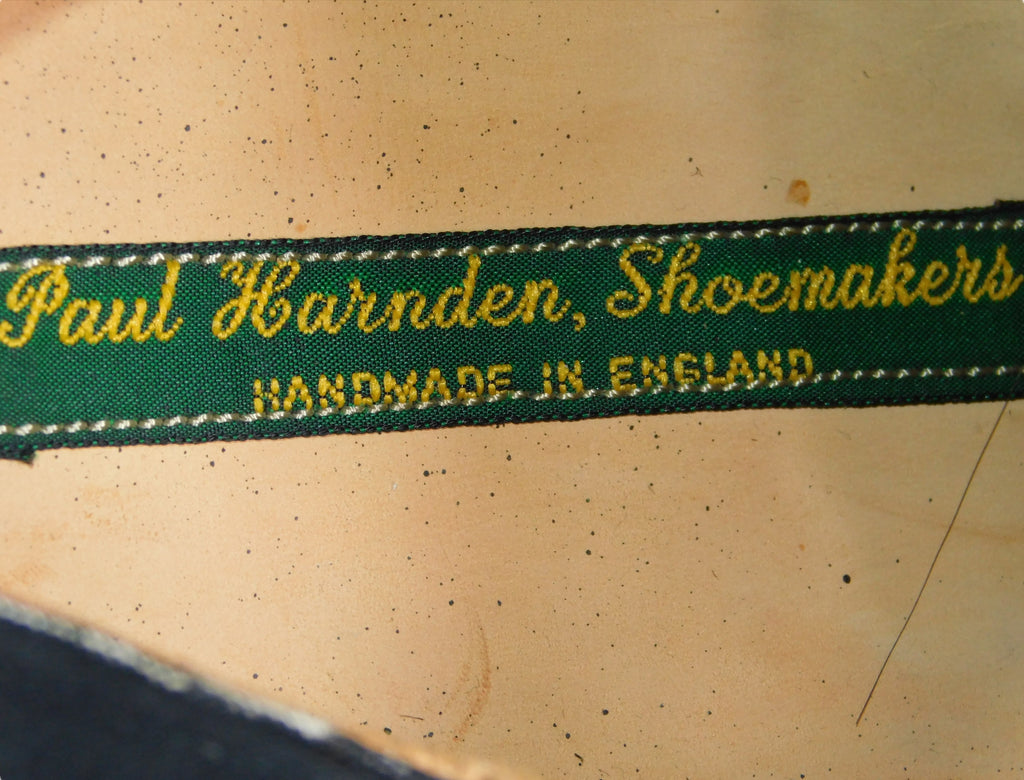 Paul Harnden, Shoemakers
HANDMADE IN ENGLAND